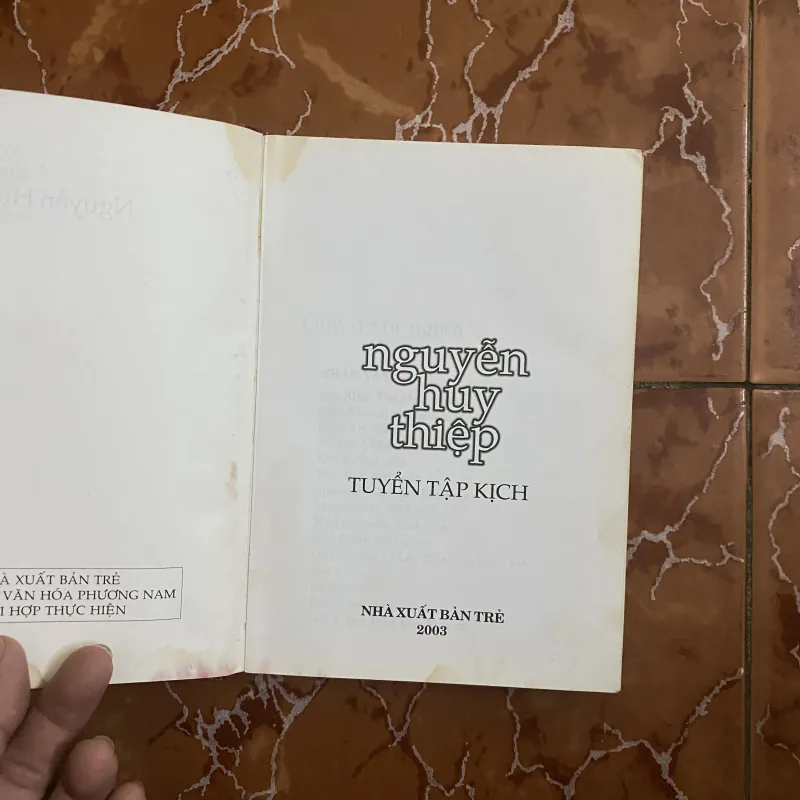 XUẤT BẢN TRẺ
VĂN HÓA PHƯƠNG NAM
HỢP THỰC HIỆN
nguyễn
huy
thiệp
TUYỂN TẬP KỊCH
NHÀ XUẤT BẢN TRẺ
2003